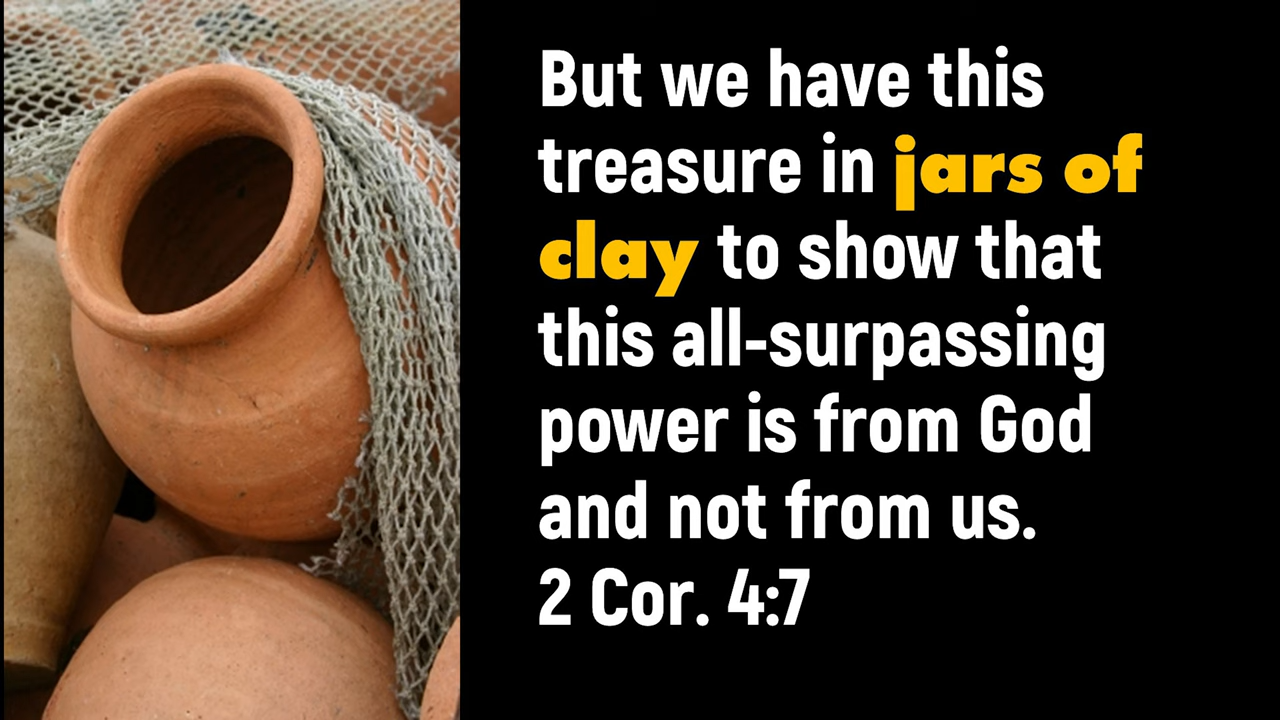 But we have this
treasure in jars of
clay to show that
this all-surpassing
power is from God
and not from us.
2 Cor. 4:7